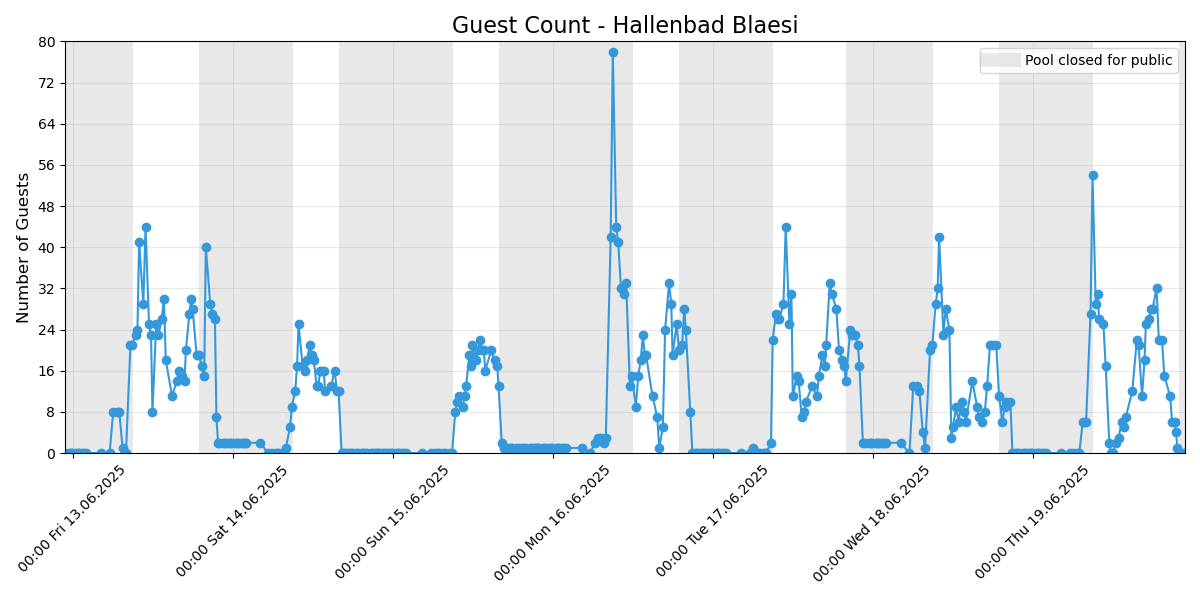 Guest Count - Hallenbad Blaesi
Pool closed for public
Number of Guests
80
72
64
56
48
40
32
24
16
8
0
00:00 Fri 13.06.2025
00:00 Sat 14.06.2025
00:00 Sun 15.06.2025
00:00 Mon 16.06.2025
00:00 Tue 17.06.2025
00:00 Wed 18.06.2025
00:00 Thu 19.06.2025